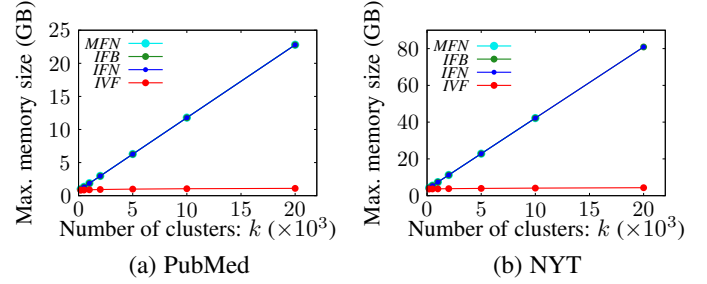 Max. memory size (GB)
25
20
15
10
5
0
MFN
IFB
IFN
IVF
0 5 10 15 20
Number of clusters: k (×10³)
(a) PubMed
Max. memory size (GB)
80
60
40
20
0
MFN
IFB
IFN
IVF
0 5 10 15 20
Number of clusters: k (×10³)
(b) NYT